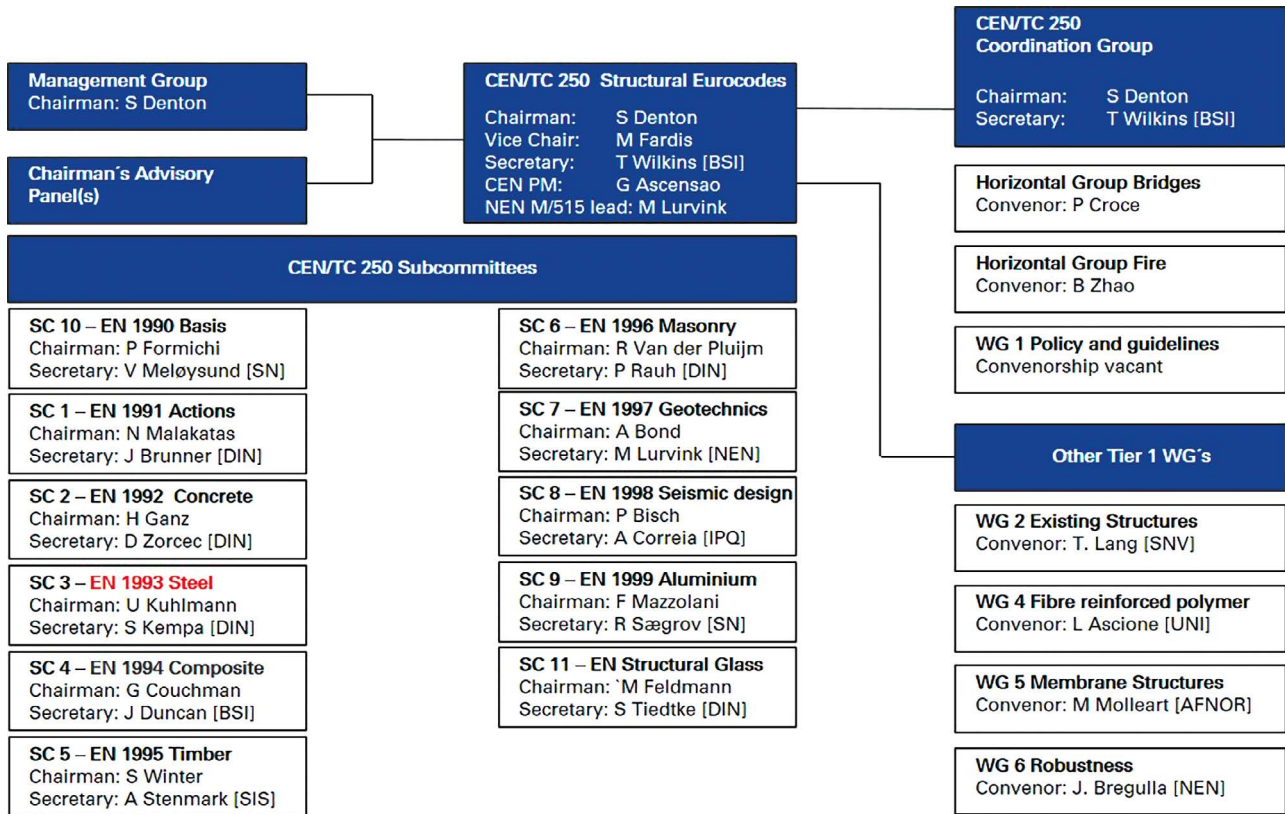 Management Group
Chairman: S Denton
Chairman´s Advisory
Panel(s)
CEN/TC 250 Structural Eurocodes
Chairman: S Denton
Vice Chair: M Fardis
Secretary: T Wilkins [BSI]
CEN PM: G Ascensao
NEN M/515 lead: M Lurvink
CEN/TC 250
Coordination Group
Chairman: S Denton
Secretary: T Wilkins [BSI]
Horizontal Group Bridges
Convenor: P Croce
Horizontal Group Fire
Convenor: B Zhao
WG 1 Policy and guidelines
Convenorship vacant
CEN/TC 250 Subcommittees
SC 10 – EN 1990 Basis
Chairman: P Formichi
Secretary: V Meløysund [SN]
SC 1 – EN 1991 Actions
Chairman: N Malakatas
Secretary: J Brunner [DIN]
SC 2 – EN 1992 Concrete
Chairman: H Ganz
Secretary: D Zorcec [DIN]
SC 3 – EN 1993 Steel
Chairman: U Kuhlmann
Secretary: S Kempa [DIN]
SC 4 – EN 1994 Composite
Chairman: G Couchman
Secretary: J Duncan [BSI]
SC 5 – EN 1995 Timber
Chairman: S Winter
Secretary: A Stenmark [SIS]
SC 6 – EN 1996 Masonry
Chairman: R Van der Pluijm
Secretary: P Rauh [DIN]
SC 7 – EN 1997 Geotechnics
Chairman: A Bond
Secretary: M Lurvink [NEN]
SC 8 – EN 1998 Seismic design
Chairman: P Bisch
Secretary: A Correia [IPQ]
SC 9 – EN 1999 Aluminium
Chairman: F Mazzolani
Secretary: R Sægrov [SN]
SC 11 – EN Structural Glass
Chairman: `M Feldmann
Secretary: S Tiedtke [DIN]
Other Tier 1 WG´s
WG 2 Existing Structures
Convenor: T. Lang [SNV]
WG 4 Fibre reinforced polymer
Convenor: L Ascione [UNI]
WG 5 Membrane Structures
Convenor: M Molleart [AFNOR]
WG 6 Robustness
Convenor: J. Bregulla [NEN]